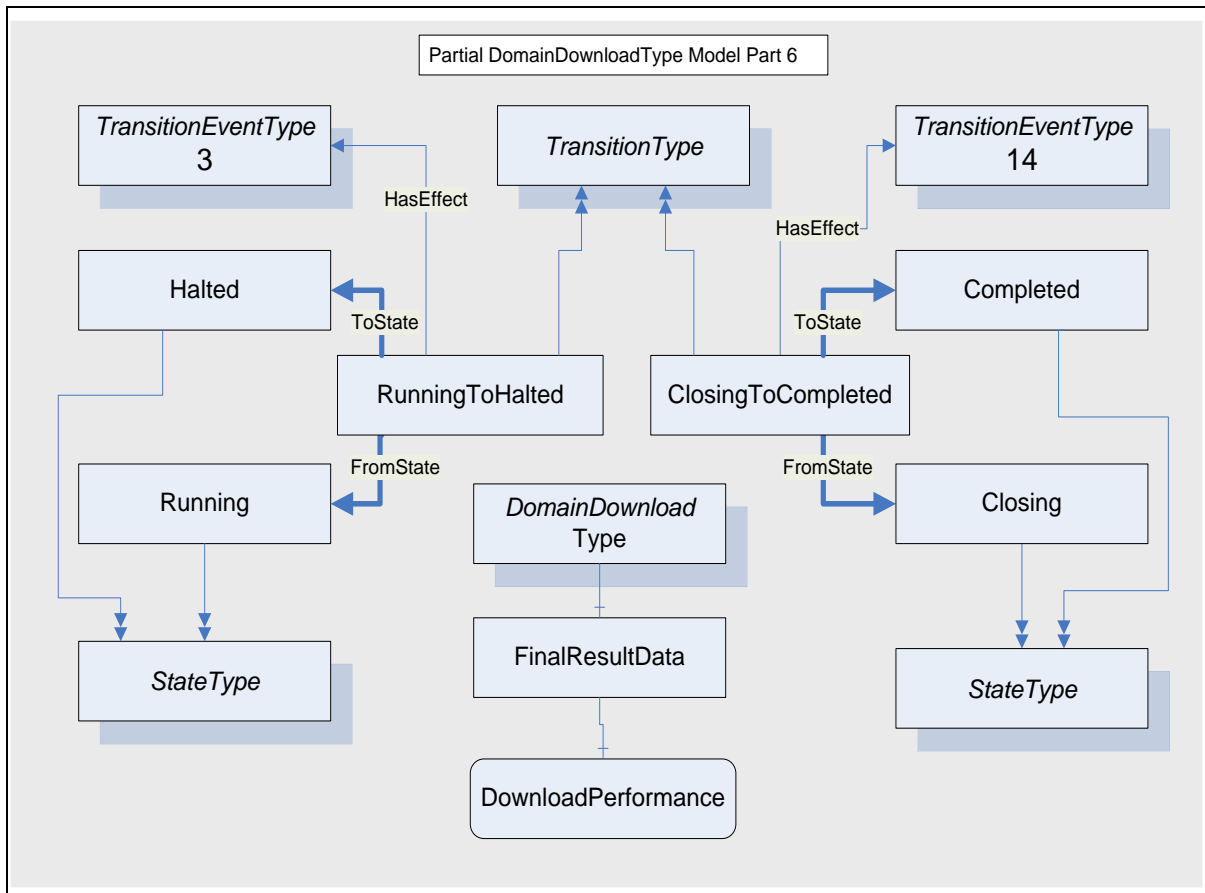 Partial DomainDownloadType Model Part 6
TransitionEventType
3
TransitionType
TransitionEventType
14
HasEffect
HasEffect
Halted
Completed
ToState
ToState
RunningToHalted
ClosingToCompleted
FromState
FromState
Running
DomainDownload
Type
Closing
FinalResultData
StateType
StateType
DownloadPerformance